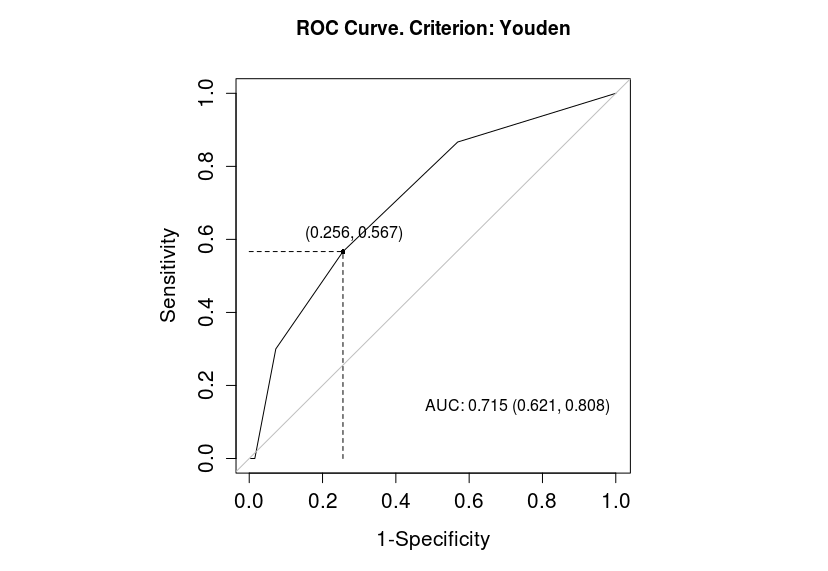 ROC Curve. Criterion: Youden
1.0
0.8
0.6
0.4
0.2
0.0
Sensitivity
(0.256, 0.567)
AUC: 0.715 (0.621, 0.808)
0.0 0.2 0.4 0.6 0.8 1.0
1-Specificity